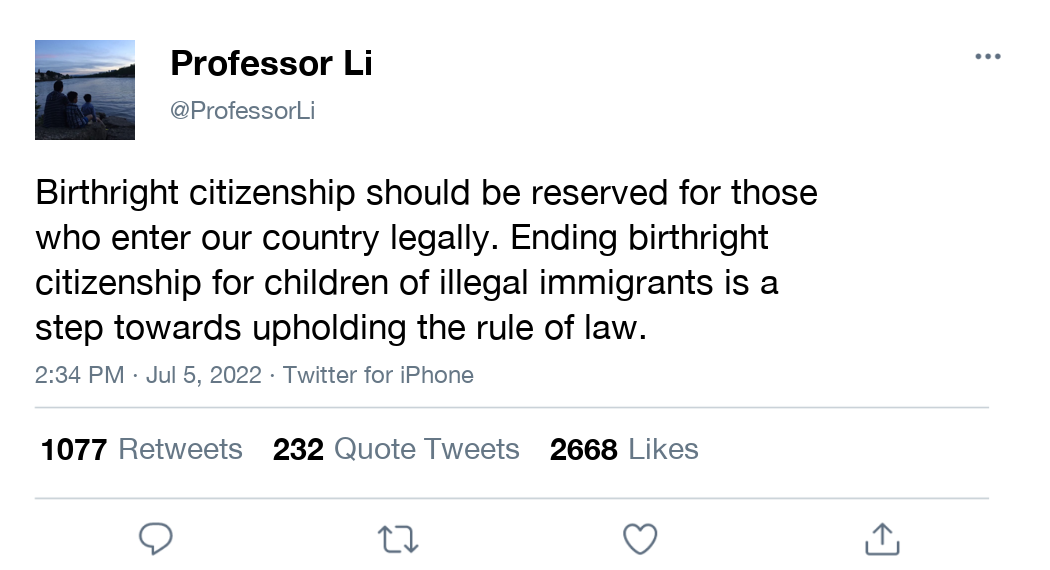 Professor Li
@ProfessorLi
Birthright citizenship should be reserved for those
who enter our country legally. Ending birthright
citizenship for children of illegal immigrants is a
step towards upholding the rule of law.
2:34 PM · Jul 5, 2022 · Twitter for iPhone
1077 Retweets 232 Quote Tweets 2668 Likes